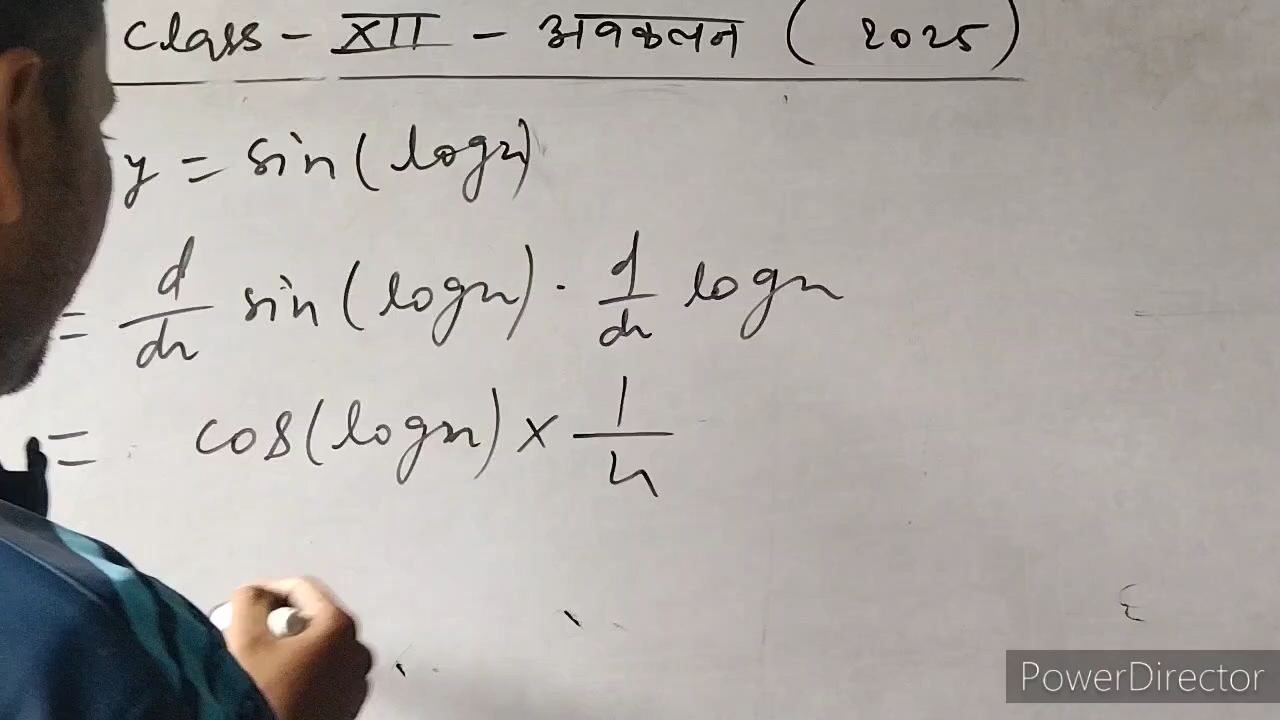 Class - XII - अवकलन ( 2025 )
y = sin ( log x )
= d/dx sin ( log x ) . d/dx log x
= cos ( log x ) × 1/x
PowerDirector